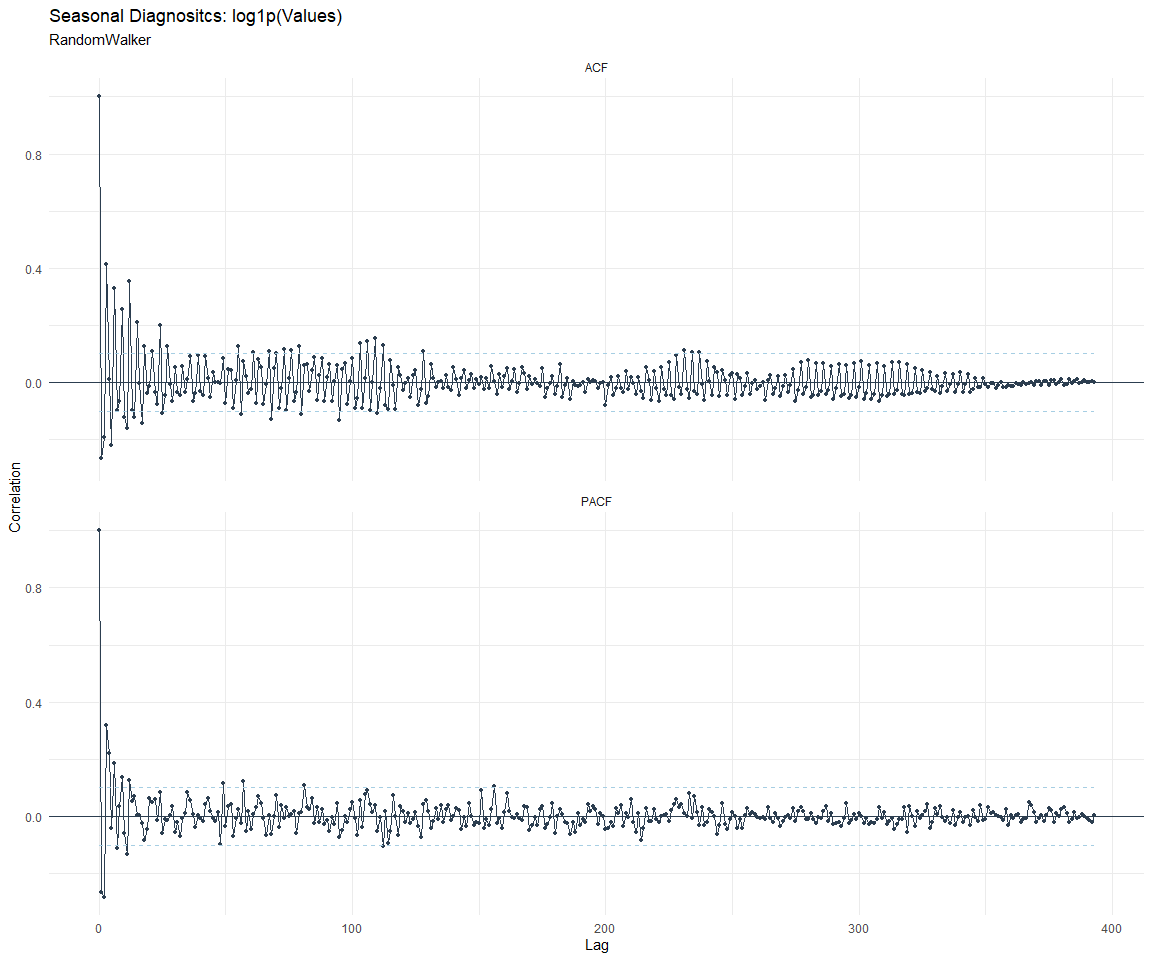 Seasonal Diagnositcs: log1p(Values)
RandomWalker
ACF
0.8
0.4
0.0
Correlation
PACF
0.8
0.4
0.0
0
100
200
300
400
Lag